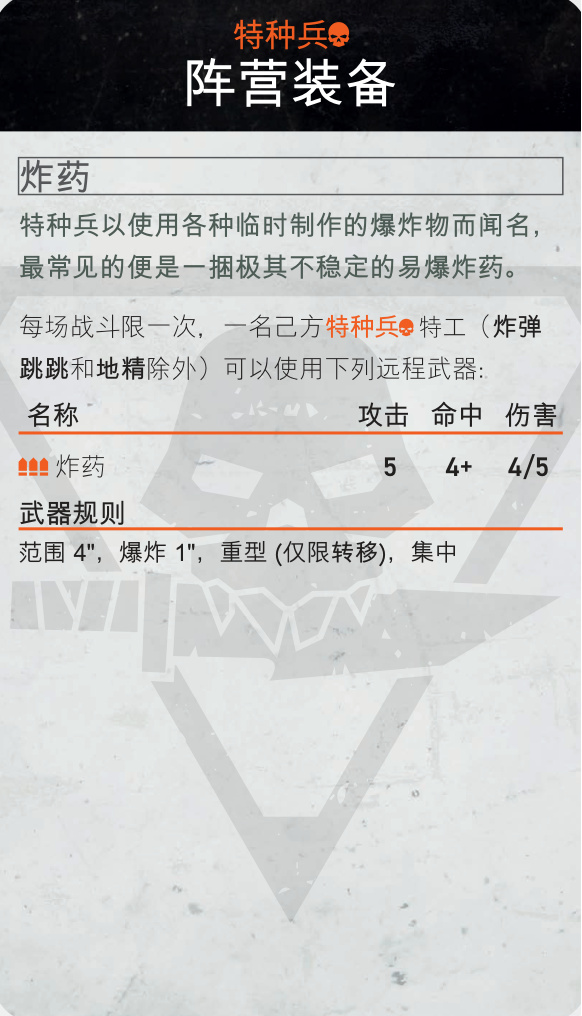 特种兵
阵营装备
炸药
特种兵以使用各种临时制作的爆炸物而闻名，
最常见的便是一捆极其不稳定的易爆炸药。
每场战斗限一次，一名己方特种兵 特工（炸弹
跳跳和地精除外）可以使用下列远程武器:
名称 攻击 命中 伤害
炸药 5 4+ 4/5
武器规则
范围 4"，爆炸 1"，重型 (仅限转移)，集中